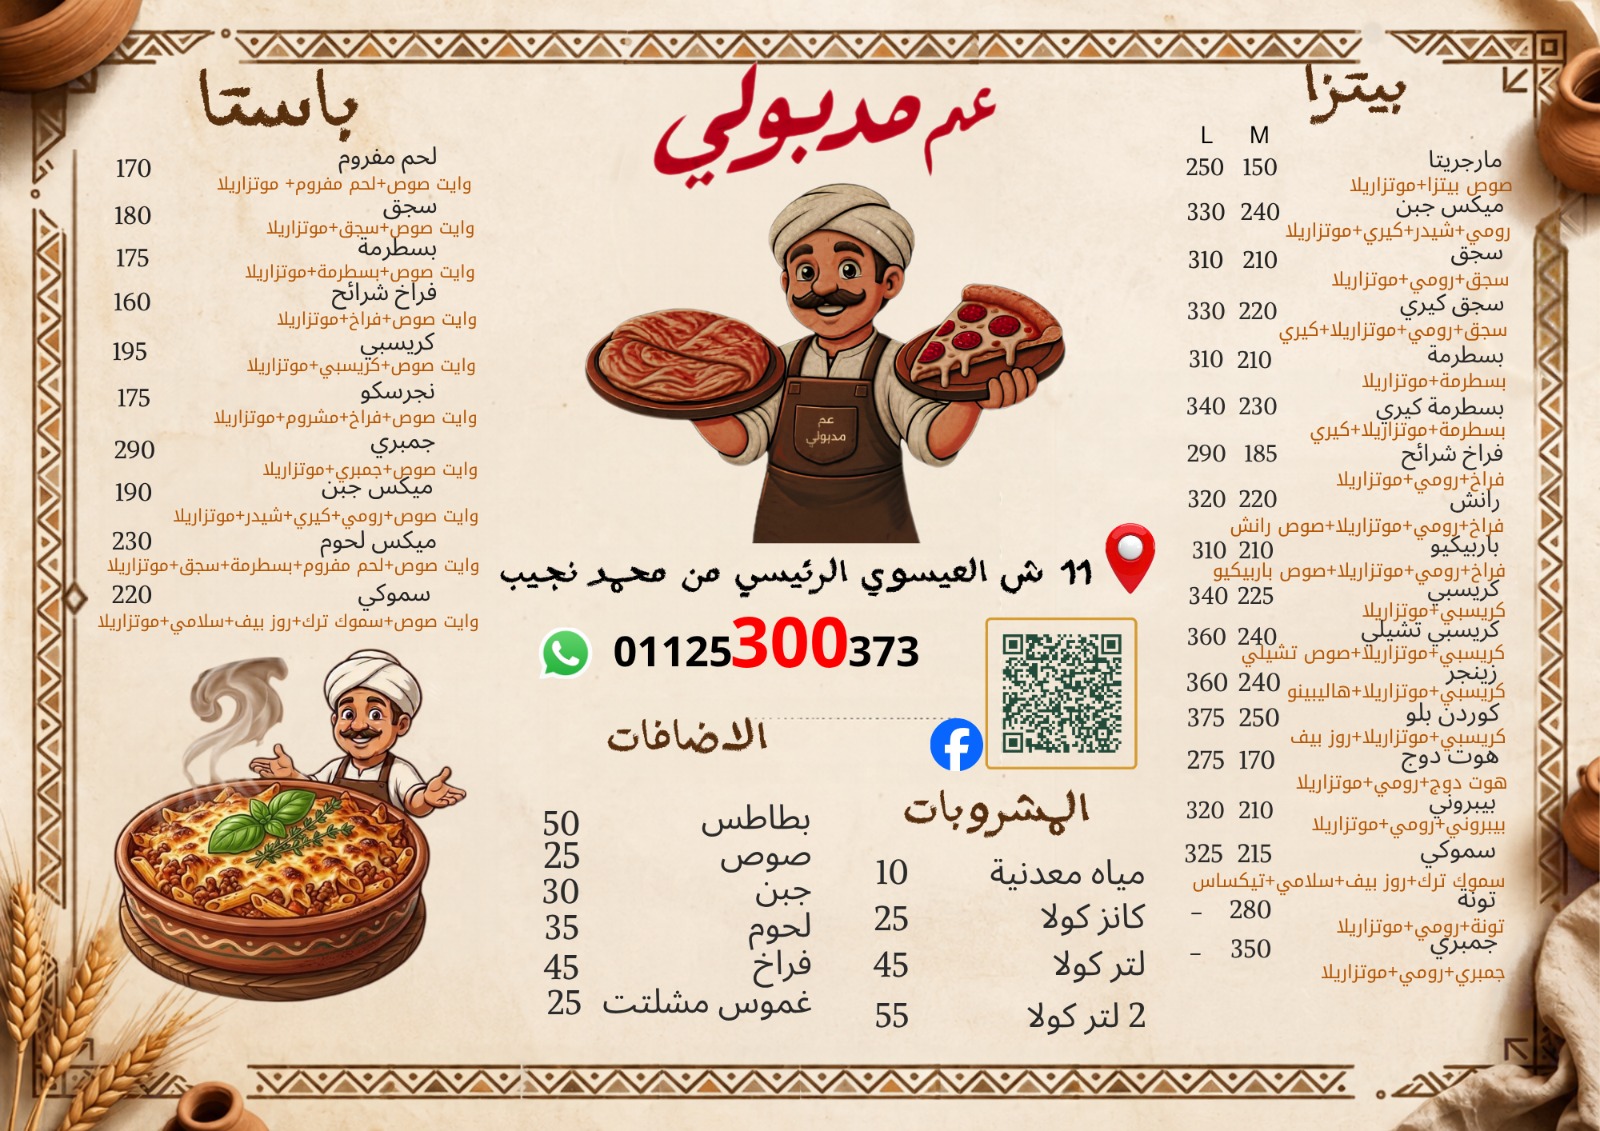 عم مدبولي
عم
مدبولي
بيتزا
M L
مارجريتا 150 250
صوص بيتزا+موتزاريلا
ميكس جبن 240 330
رومي+شيدر+كيري+موتزاريلا
سجق 210 310
سجق+رومي+موتزاريلا
سجق كيري 220 330
سجق+رومي+موتزاريلا+كيري
بسطرمة 210 310
بسطرمة+موتزاريلا
بسطرمة كيري 230 340
بسطرمة+موتزاريلا+كيري
فراخ شرائح 185 290
فراخ+رومي+موتزاريلا
رانش 220 320
فراخ+رومي+موتزاريلا+صوص رانش
باربيكيو 210 310
فراخ+رومي+موتزاريلا+صوص باربيكيو
كريسبي 225 340
كريسبي+موتزاريلا
كريسبي تشيلي 240 360
كريسبي+موتزاريلا+صوص تشيلي
زينجر 240 360
كريسبي+موتزاريلا+هاليبينو
كوردن بلو 250 375
كريسبي+موتزاريلا+روز بيف
هوت دوج 170 275
هوت دوج+رومي+موتزاريلا
بيبروني 210 320
بيبروني+رومي+موتزاريلا
سموكي 215 325
سموك ترك+روز بيف+سلامي+تيكساس
تونة 280 -
تونة+رومي+موتزاريلا
جمبري 350 -
جمبري+رومي+موتزاريلا
باستا
لحم مفروم 170
وايت صوص+لحم مفروم+ موتزاريلا
سجق 180
وايت صوص+سجق+موتزاريلا
بسطرمة 175
وايت صوص+بسطرمة+موتزاريلا
فراخ شرائح 160
وايت صوص+فراخ+موتزاريلا
كريسبي 195
وايت صوص+كريسبي+موتزاريلا
نجرسكو 175
وايت صوص+فراخ+مشروم+موتزاريلا
جمبري 290
وايت صوص+جمبري+موتزاريلا
ميكس جبن 190
وايت صوص+رومي+كيري+شيدر+موتزاريلا
ميكس لحوم 230
وايت صوص+لحم مفروم+بسطرمة+سجق+موتزاريلا
سموكي 220
وايت صوص+سموك ترك+روز بيف+سلامي+موتزاريلا
11 ش العيسوي الرئيسي من محمد نجيب
01125300373
الاضافات
بطاطس 50
صوص 25
جبن 30
لحوم 35
فراخ 45
غموس مشلتت 25
المشروبات
مياه معدنية 10
كانز كولا 25
لتر كولا 45
2 لتر كولا 55